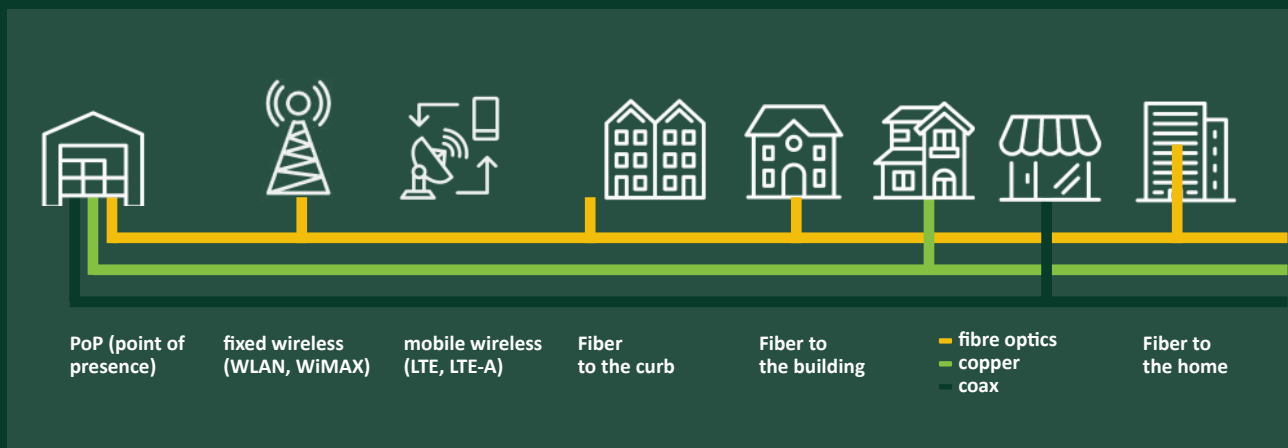 PoP (point of
presence)
fixed wireless
(WLAN, WiMAX)
mobile wireless
(LTE, LTE-A)
Fiber
to the curb
Fiber to
the building
fibre optics
copper
coax
Fiber to
the home